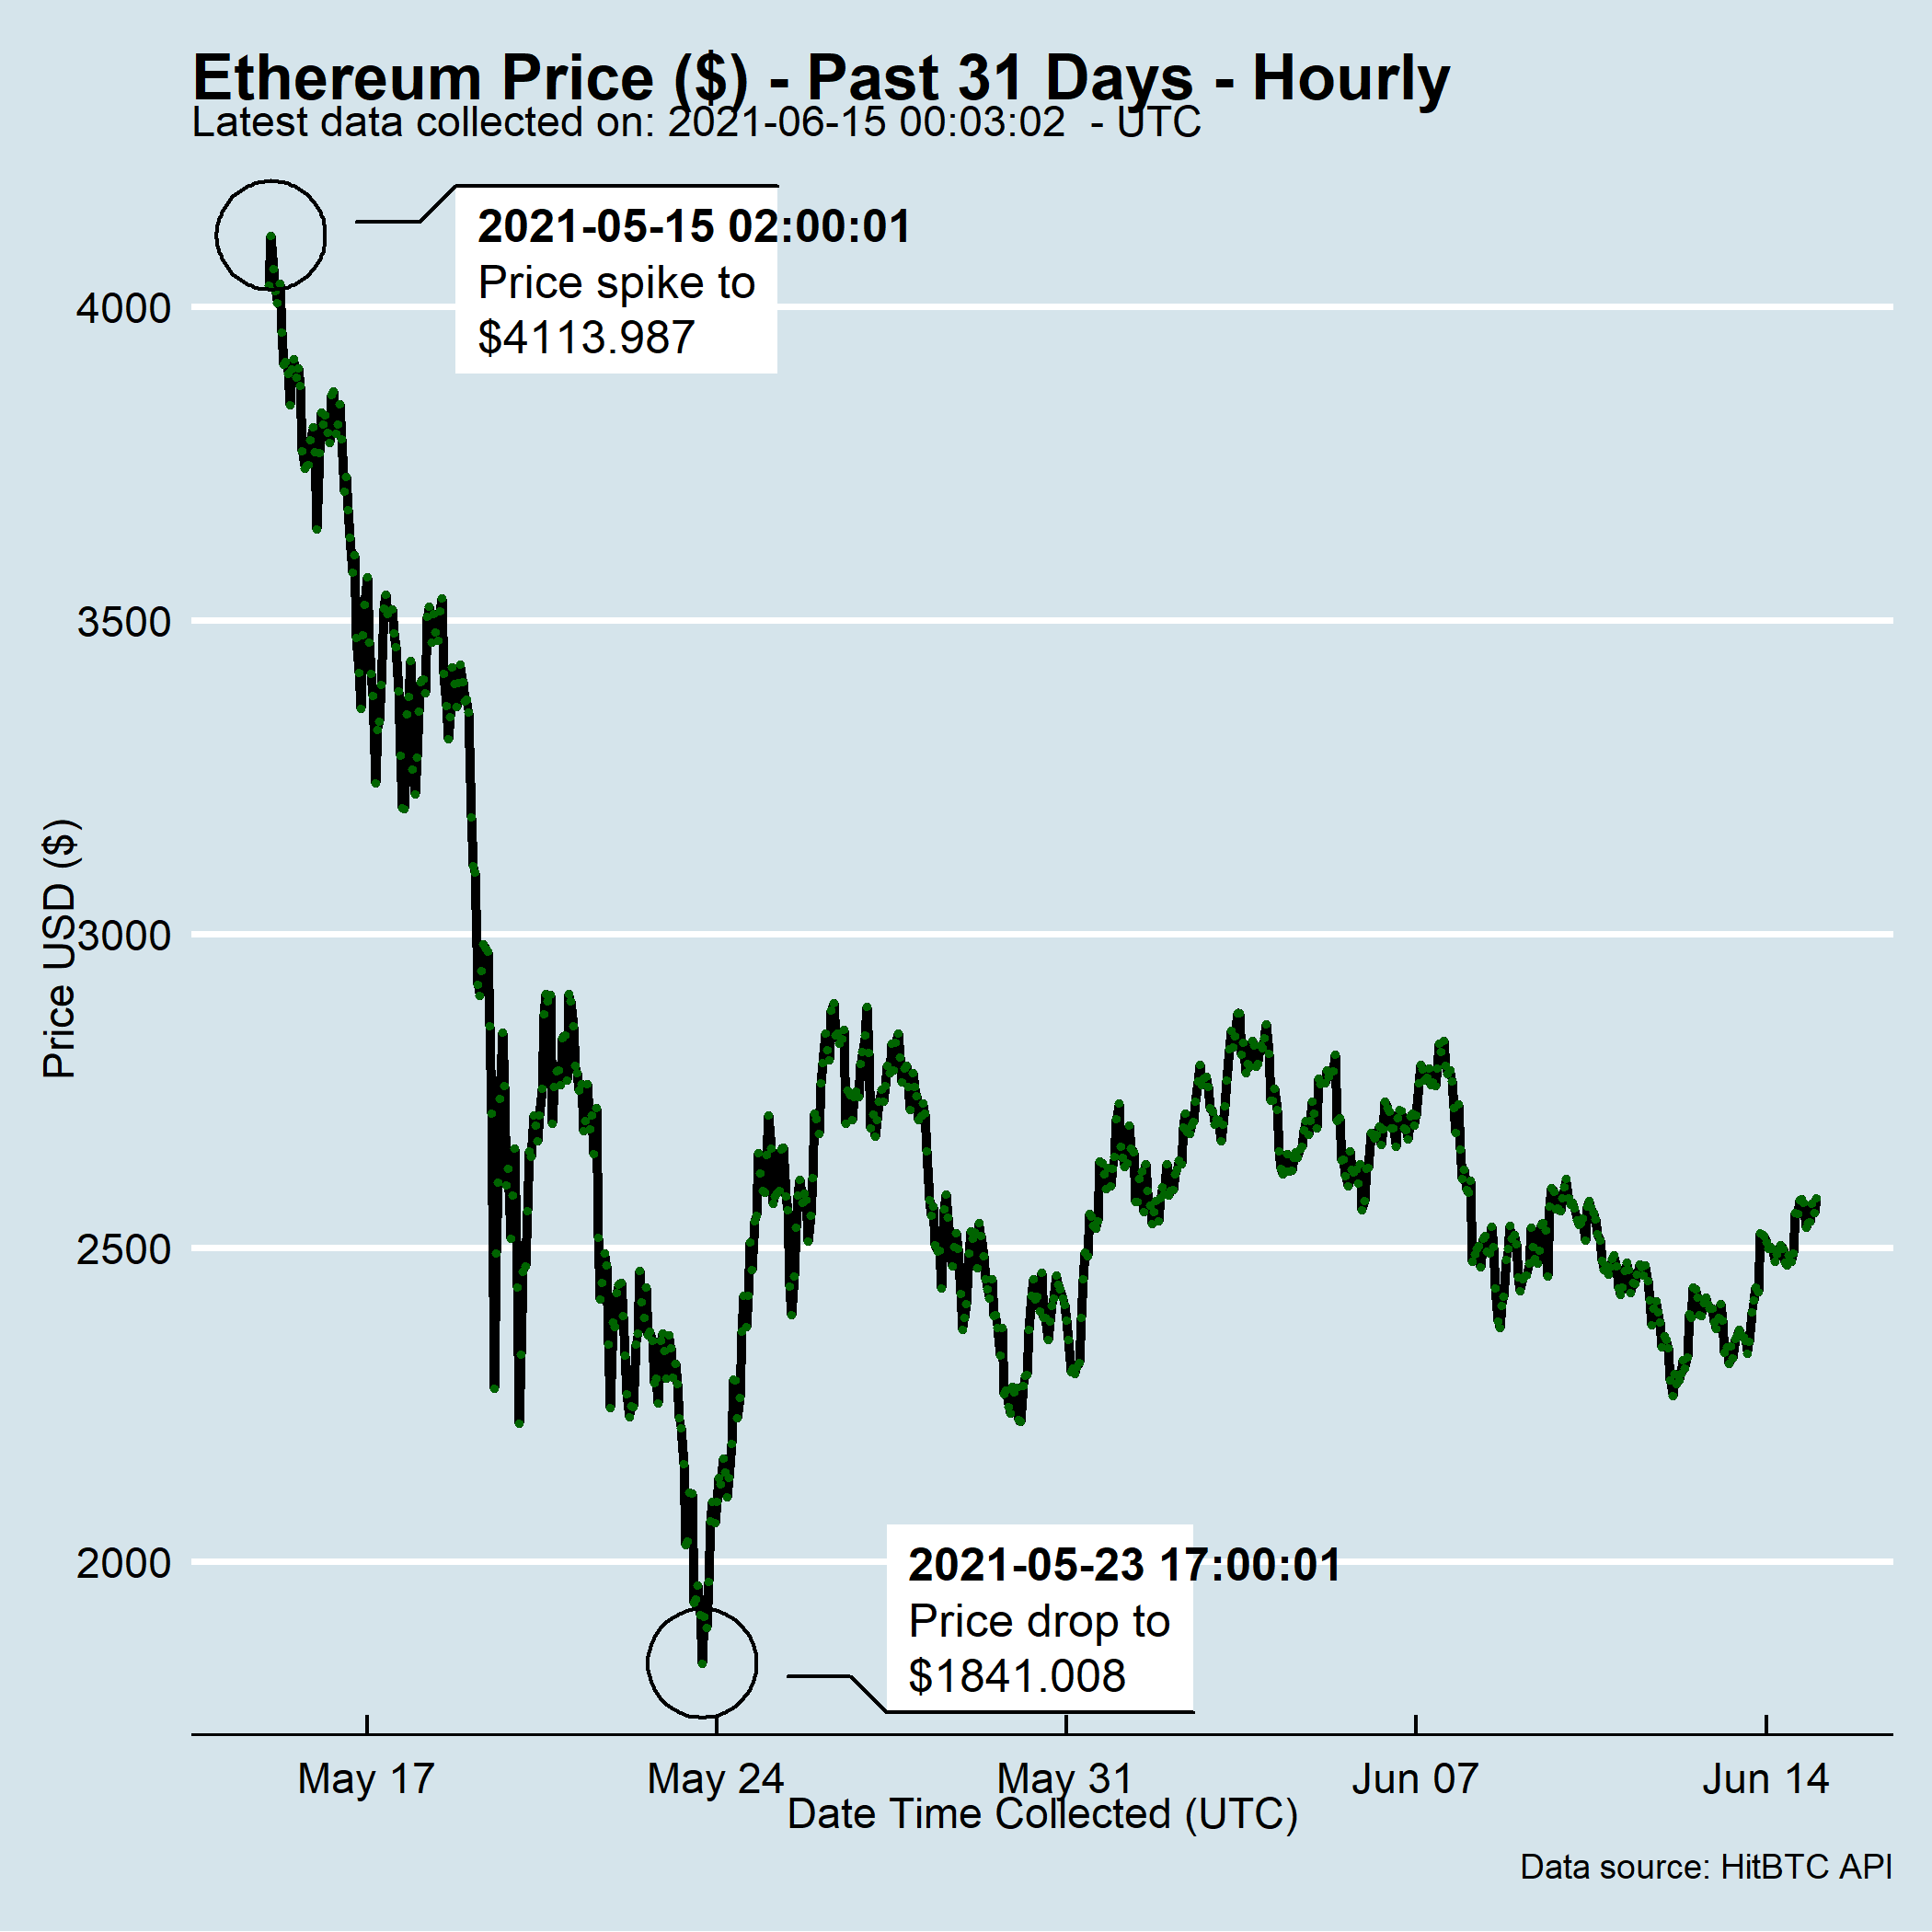 Ethereum Price ($) - Past 31 Days - Hourly
Latest data collected on: 2021-06-15 00:03:02  - UTC
2021-05-15 02:00:01
Price spike to
$4113.987
4000
3500
3000
2500
2000
Price USD ($)
2021-05-23 17:00:01
Price drop to
$1841.008
May 17
May 24
May 31
Jun 07
Jun 14
Date Time Collected (UTC)
Data source: HitBTC API